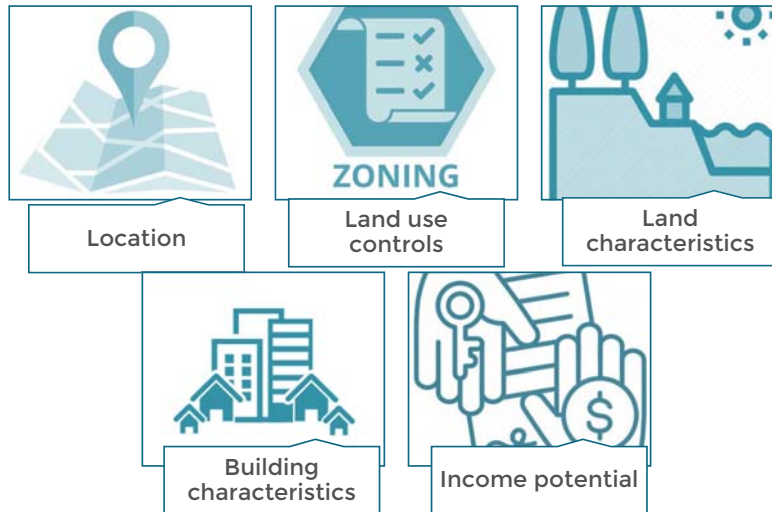 ZONING
Location
Land use
controls
Land
characteristics
$
Building
characteristics
Income potential